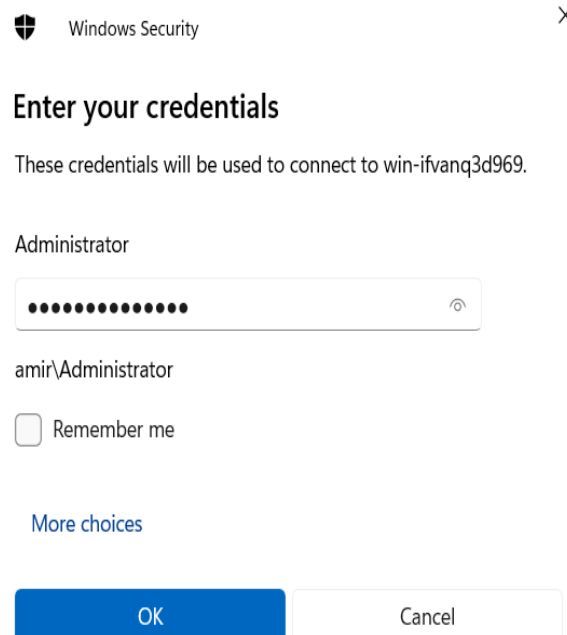 Windows Security
Enter your credentials
These credentials will be used to connect to win-ifvanq3d969.
Administrator
●●●●●●●●●●●●●●
amir\Administrator
Remember me
More choices
OK
Cancel